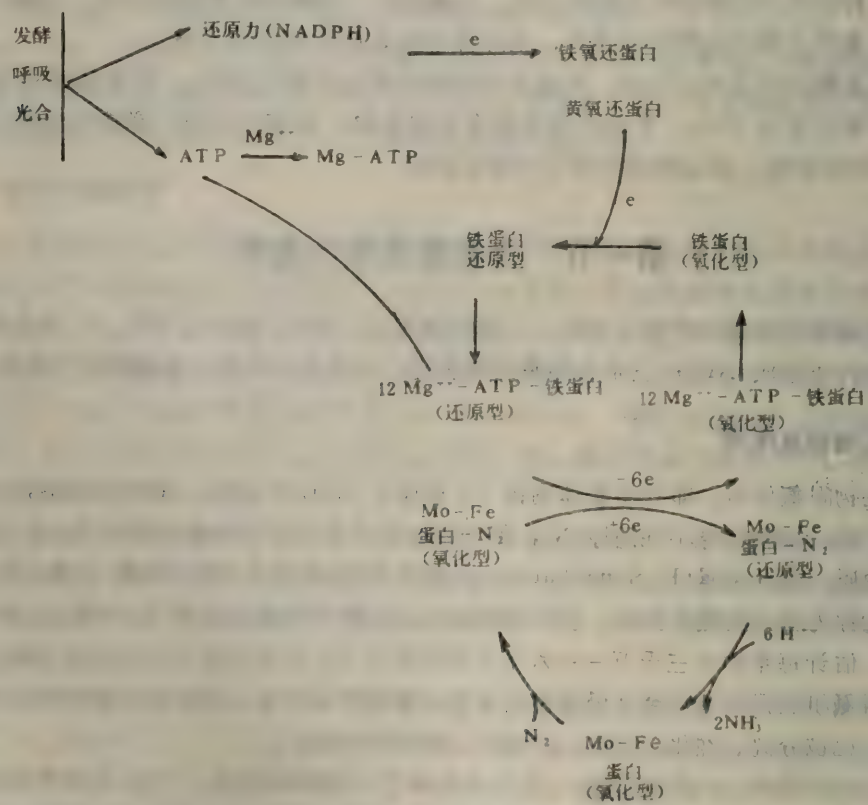 发酵
呼吸
光合
还原力(NADPH)
e
铁氧还蛋白
黄氧还蛋白
ATP Mg⁺⁺ Mg-ATP
e
铁蛋白
还原型
铁蛋白
(氧化型)
12 Mg⁺⁺-ATP-铁蛋白
(还原型)
12 Mg⁺⁺-ATP-铁蛋白
(氧化型)
-6e
+6e
Mo-Fe
蛋白-N₂
(氧化型)
Mo-Fe
蛋白-N₂
(还原型)
6H
2NH₃
N₂
Mo-Fe
蛋白
(氧化型)